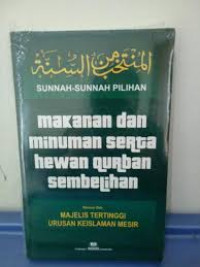 المنتخب من السنة
SUNNAH-SUNNAH PILIHAN
makanan dan
minuman serta
hewan qurban
sembelihan
MAJELIS TERTINGGI
URUSAN KEISLAMAN MESIR